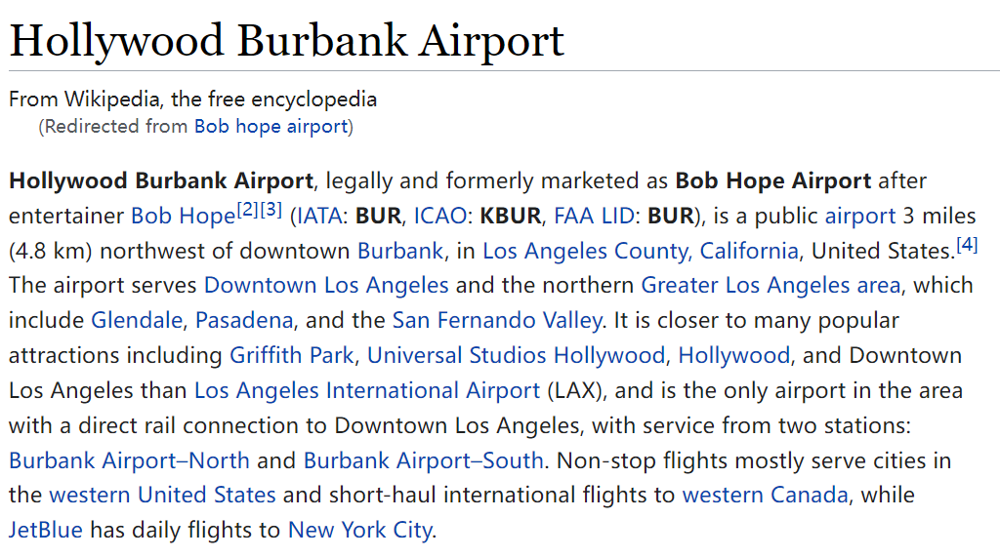 Hollywood Burbank Airport
From Wikipedia, the free encyclopedia
(Redirected from Bob hope airport)
Hollywood Burbank Airport, legally and formerly marketed as Bob Hope Airport after
entertainer Bob Hope[2][3] (IATA: BUR, ICAO: KBUR, FAA LID: BUR), is a public airport 3 miles
(4.8 km) northwest of downtown Burbank, in Los Angeles County, California, United States.[4]
The airport serves Downtown Los Angeles and the northern Greater Los Angeles area, which
include Glendale, Pasadena, and the San Fernando Valley. It is closer to many popular
attractions including Griffith Park, Universal Studios Hollywood, Hollywood, and Downtown
Los Angeles than Los Angeles International Airport (LAX), and is the only airport in the area
with a direct rail connection to Downtown Los Angeles, with service from two stations:
Burbank Airport–North and Burbank Airport–South. Non-stop flights mostly serve cities in
the western United States and short-haul international flights to western Canada, while
JetBlue has daily flights to New York City.